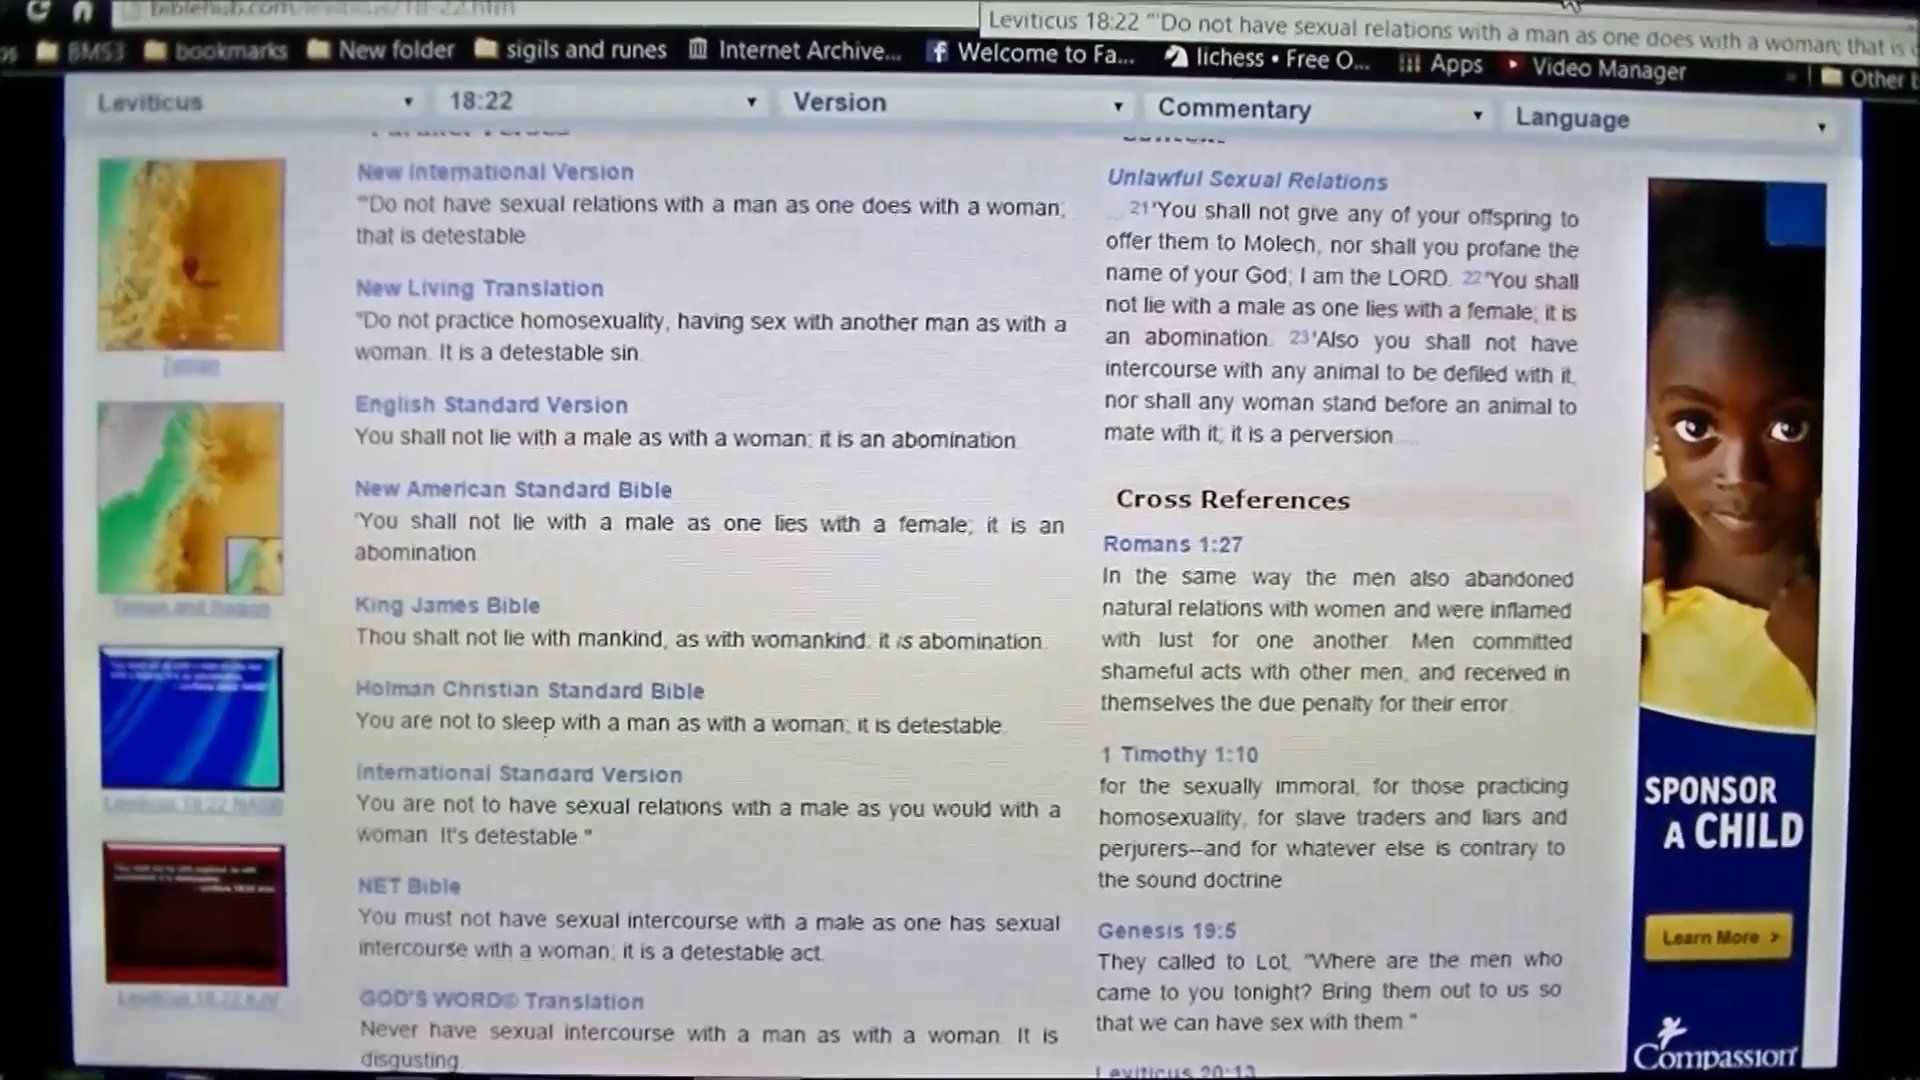 biblehub.com/leviticus/18-22.htm
Leviticus 18:22 "'Do not have sexual relations with a man as one does with a woman; that is
BMS3 bookmarks New folder sigils and runes Internet Archive... Welcome to Fa... lichess • Free O... Apps Video Manager » Other
Leviticus 18:22 Version Commentary Language
New International Version
"'Do not have sexual relations with a man as one does with a woman;
that is detestable.
New Living Translation
"Do not practice homosexuality, having sex with another man as with a
woman. It is a detestable sin.
English Standard Version
You shall not lie with a male as with a woman; it is an abomination.
New American Standard Bible
'You shall not lie with a male as one lies with a female; it is an
abomination.
King James Bible
Thou shalt not lie with mankind, as with womankind: it is abomination.
Holman Christian Standard Bible
You are not to sleep with a man as with a woman; it is detestable.
International Standard Version
You are not to have sexual relations with a male as you would with a
woman. It's detestable."
NET Bible
You must not have sexual intercourse with a male as one has sexual
intercourse with a woman; it is a detestable act.
GOD'S WORD® Translation
Never have sexual intercourse with a man as with a woman. It is
disgusting.
Unlawful Sexual Relations
21'You shall not give any of your offspring to
offer them to Molech, nor shall you profane the
name of your God; I am the LORD. 22'You shall
not lie with a male as one lies with a female; it is
an abomination. 23'Also you shall not have
intercourse with any animal to be defiled with it,
nor shall any woman stand before an animal to
mate with it; it is a perversion.…
Cross References
Romans 1:27
In the same way the men also abandoned
natural relations with women and were inflamed
with lust for one another. Men committed
shameful acts with other men, and received in
themselves the due penalty for their error.
1 Timothy 1:10
for the sexually immoral, for those practicing
homosexuality, for slave traders and liars and
perjurers--and for whatever else is contrary to
the sound doctrine
Genesis 19:5
They called to Lot, "Where are the men who
came to you tonight? Bring them out to us so
that we can have sex with them."
Leviticus 20:13
SPONSOR
A CHILD
Learn More >
Compassion